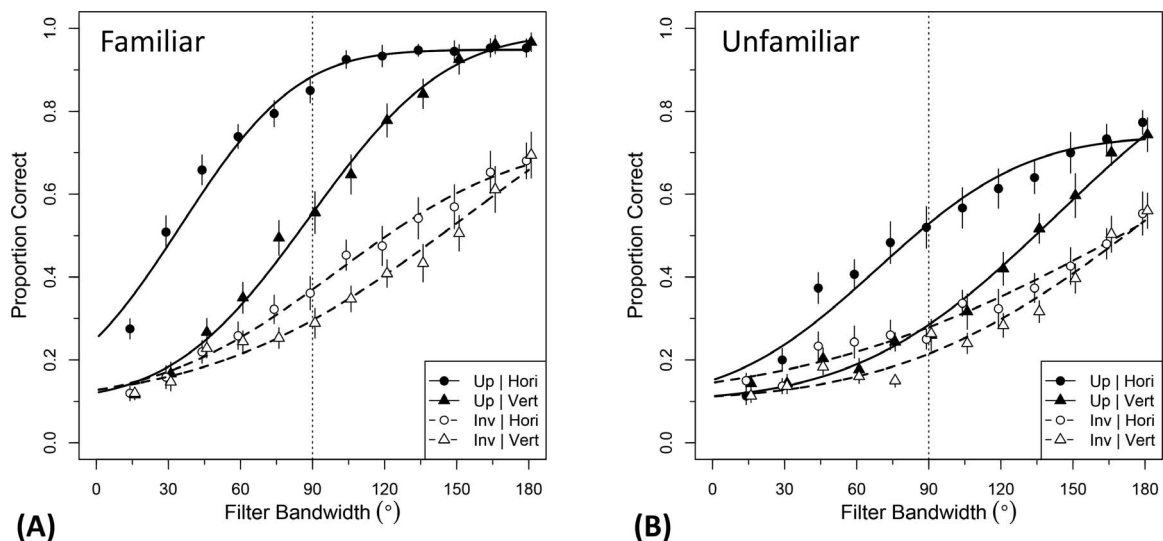 Familiar
Proportion Correct
1.0
0.8
0.6
0.4
0.2
0.0
Up | Hori
Up | Vert
Inv | Hori
Inv | Vert
0 30 60 90 120 150 180
Filter Bandwidth (°)
(A)
Unfamiliar
Proportion Correct
1.0
0.8
0.6
0.4
0.2
0.0
Up | Hori
Up | Vert
Inv | Hori
Inv | Vert
0 30 60 90 120 150 180
Filter Bandwidth (°)
(B)